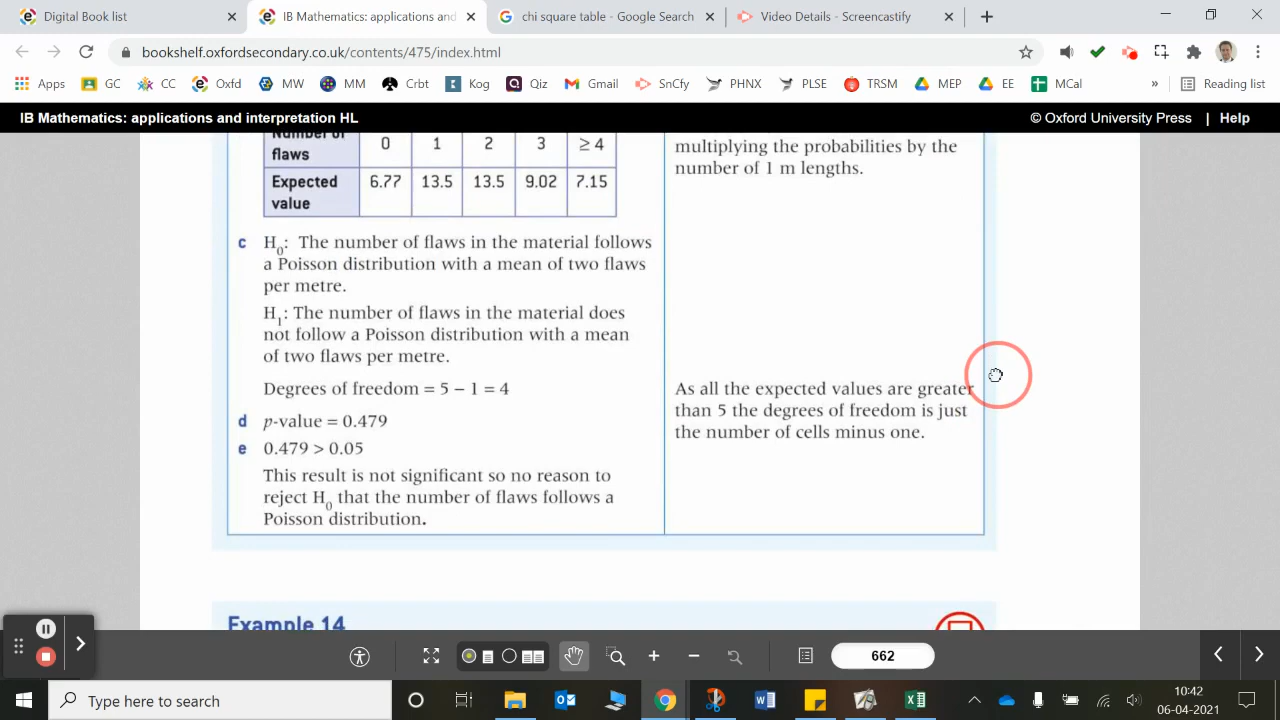 Digital Book list
IB Mathematics: applications and
chi square table - Google Search
Video Details - Screencastify
bookshelf.oxfordsecondary.co.uk/contents/475/index.html
Apps GC CC Oxfd MW MM Crbt Kog Qiz Gmail SnCfy PHNX PLSE TRSM MEP EE MCal » Reading list
IB Mathematics: applications and interpretation HL
© Oxford University Press | Help
Number of
flaws 0 1 2 3 ≥ 4
Expected
value 6.77 13.5 13.5 9.02 7.15
multiplying the probabilities by the
number of 1 m lengths.
c H0: The number of flaws in the material follows
a Poisson distribution with a mean of two flaws
per metre.
H1: The number of flaws in the material does
not follow a Poisson distribution with a mean
of two flaws per metre.
Degrees of freedom = 5 − 1 = 4
d p-value = 0.479
e 0.479 > 0.05
This result is not significant so no reason to
reject H0 that the number of flaws follows a
Poisson distribution.
As all the expected values are greater
than 5 the degrees of freedom is just
the number of cells minus one.
Example 14
662
Type here to search
10:42
06-04-2021